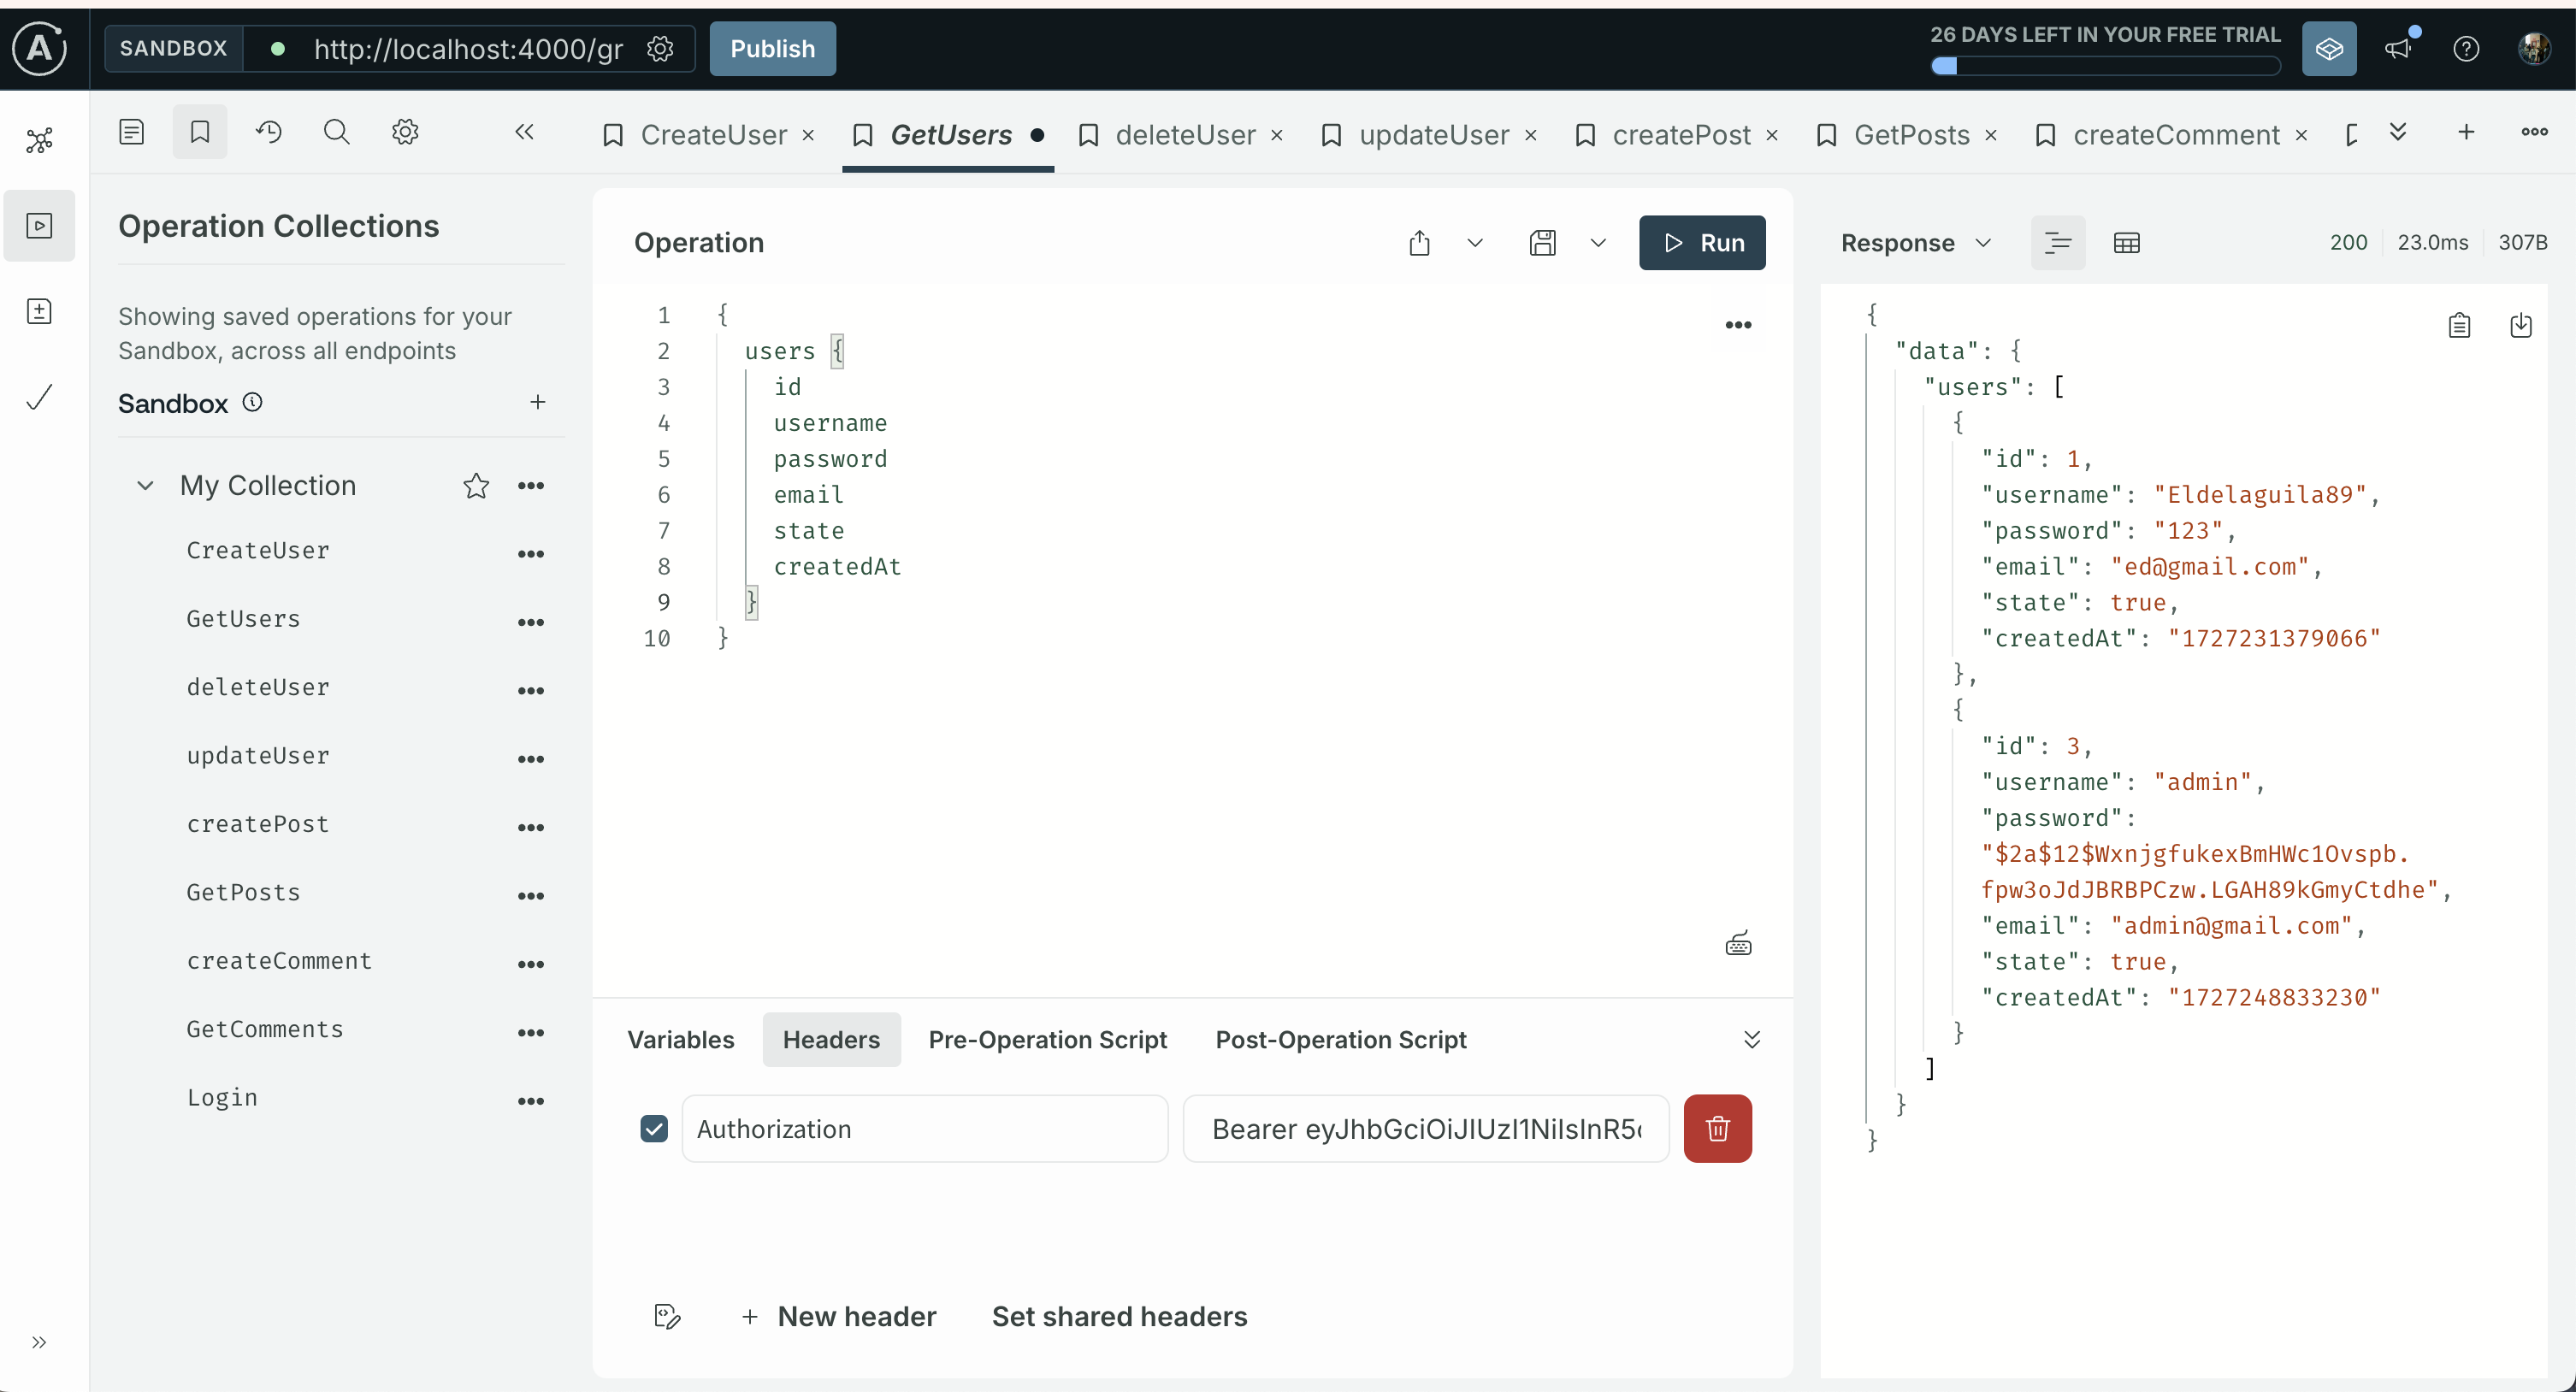 SANDBOX http://localhost:4000/gr Publish 26 DAYS LEFT IN YOUR FREE TRIAL
CreateUser GetUsers deleteUser updateUser createPost GetPosts createComment
Operation Collections
Showing saved operations for your
Sandbox, across all endpoints
Sandbox
My Collection
CreateUser
GetUsers
deleteUser
updateUser
createPost
GetPosts
createComment
GetComments
Login
Operation
Run
1 {
2 users {
3 id
4 username
5 password
6 email
7 state
8 createdAt
9 }
10 }
Variables Headers Pre-Operation Script Post-Operation Script
Authorization Bearer eyJhbGciOiJIUzI1NiIsInR5c
New header Set shared headers
Response 200 23.0ms 307B
{
"data": {
"users": [
{
"id": 1,
"username": "Eldelaguila89",
"password": "123",
"email": "ed@gmail.com",
"state": true,
"createdAt": "1727231379066"
},
{
"id": 3,
"username": "admin",
"password":
"$2a$12$WxnjgfukexBmHWc1Ovspb.
fpw3oJdJBRBPCzw.LGAH89kGmyCtdhe",
"email": "admin@gmail.com",
"state": true,
"createdAt": "1727248833230"
}
]
}
}